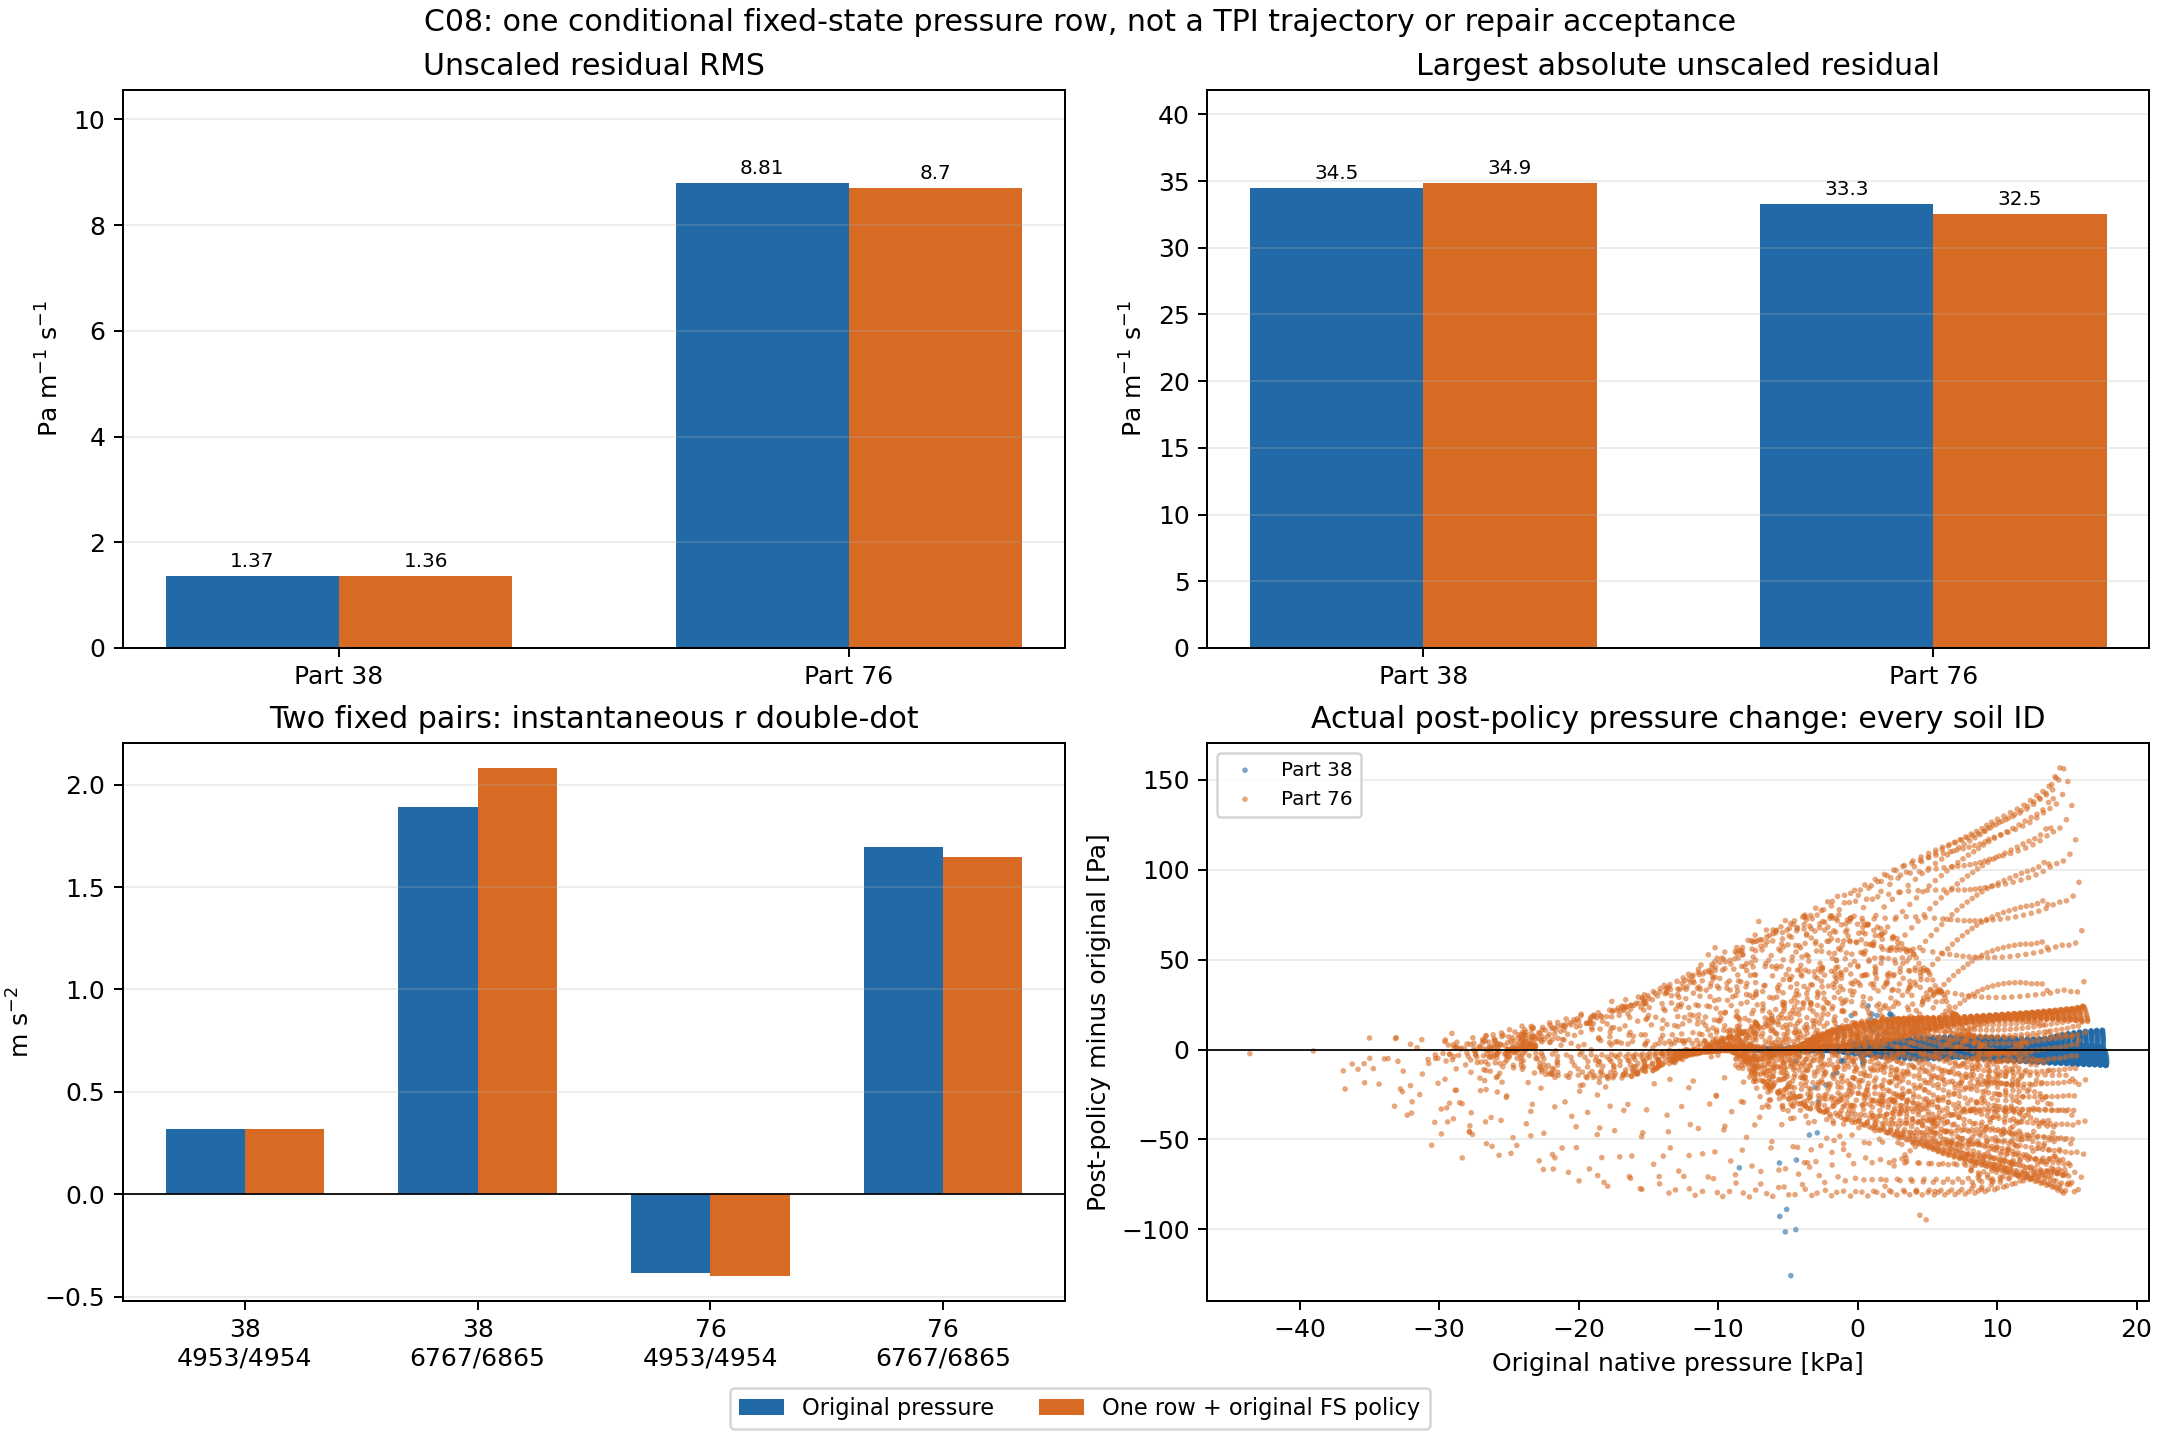 C08: one conditional fixed-state pressure row, not a TPI trajectory or repair acceptance
Unscaled residual RMS
Pa m⁻¹ s⁻¹
10
8
6
4
2
0
1.37
1.36
8.81
8.7
Part 38
Part 76
Largest absolute unscaled residual
Pa m⁻¹ s⁻¹
40
35
30
25
20
15
10
5
0
34.5
34.9
33.3
32.5
Part 38
Part 76
Two fixed pairs: instantaneous r double-dot
m s⁻²
2.0
1.5
1.0
0.5
0.0
−0.5
38
4953/4954
38
6767/6865
76
4953/4954
76
6767/6865
Actual post-policy pressure change: every soil ID
Post-policy minus original [Pa]
150
100
50
0
−50
−100
Part 38
Part 76
−40
−30
−20
−10
0
10
20
Original native pressure [kPa]
Original pressure
One row + original FS policy